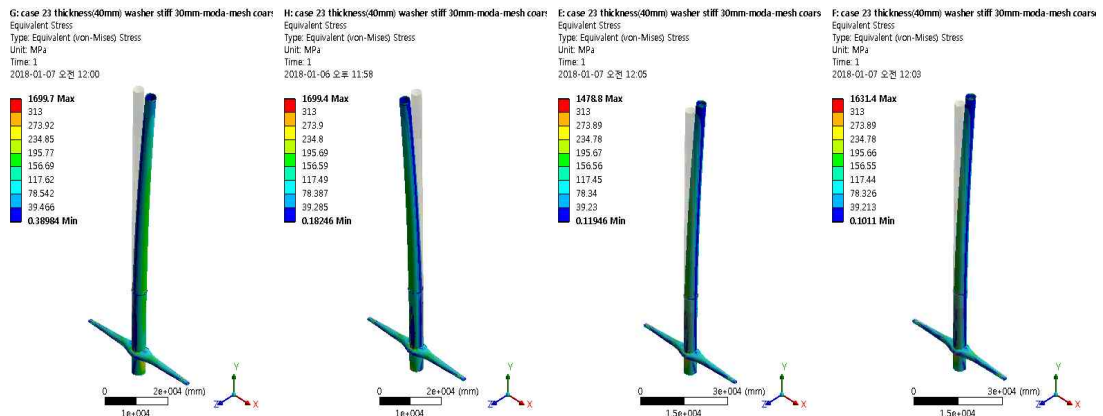 G: case 23 thickness(40mm) washer stiff 30mm-moda-mesh coars
Equivalent Stress
Type: Equivalent (von-Mises) Stress
Unit: MPa
Time: 1
2018-01-07 오전 12:00
1699.7 Max
313
273.92
234.85
195.77
156.69
117.62
78.542
39.466
0.38984 Min
0
2e+004 (mm)
1e+004
Y
Z
X
H: case 23 thickness(40mm) washer stiff 30mm-moda-mesh coars
Equivalent Stress
Type: Equivalent (von-Mises) Stress
Unit: MPa
Time: 1
2018-01-06 오후 11:58
1699.4 Max
313
273.9
234.8
195.69
156.59
117.49
78.387
39.285
0.18246 Min
0
2e+004 (mm)
1e+004
Y
Z
X
E: case 23 thickness(40mm) washer stiff 30mm-moda-mesh coars
Equivalent Stress
Type: Equivalent (von-Mises) Stress
Unit: MPa
Time: 1
2018-01-07 오전 12:05
1478.8 Max
313
273.89
234.78
195.67
156.56
117.45
78.34
39.23
0.11946 Min
0
3e+004 (mm)
1.5e+004
Y
Z
X
F: case 23 thickness(40mm) washer stiff 30mm-moda-mesh coars
Equivalent Stress
Type: Equivalent (von-Mises) Stress
Unit: MPa
Time: 1
2018-01-07 오전 12:03
1631.4 Max
313
273.89
234.78
195.66
156.55
117.44
78.326
39.213
0.1011 Min
0
3e+004 (mm)
1.5e+004
Y
Z
X